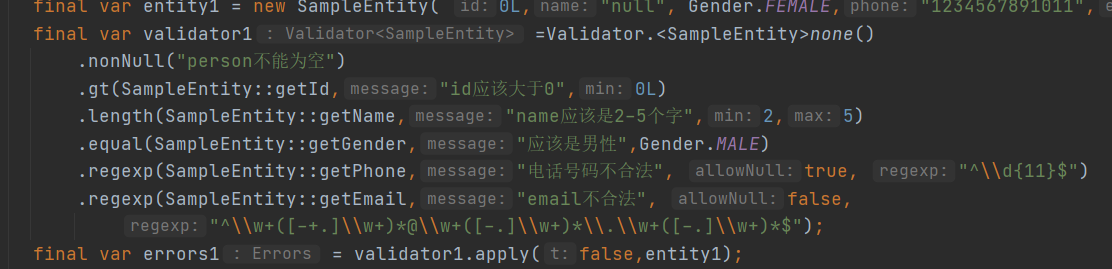 final var entity1 = new SampleEntity( id: 0L, name: "null", Gender.FEMALE, phone: "1234567891011",
final var validator1 : Validator<SampleEntity> =Validator.<SampleEntity>none()
.nonNull("person不能为空")
.gt(SampleEntity::getId, message: "id应该大于0", min: 0L)
.length(SampleEntity::getName, message: "name应该是2-5个字", min: 2, max: 5)
.equal(SampleEntity::getGender, message: "应该是男性",Gender.MALE)
.regexp(SampleEntity::getPhone, message: "电话号码不合法", allowNull: true, regexp: "^\\d{11}$")
.regexp(SampleEntity::getEmail, message: "email不合法", allowNull: false,
regexp: "^\\w+([-+.]\\w+)*@\\w+([-.]\\w+)*\\.\\w+([-.]\\w+)*$");
final var errors1 : Errors = validator1.apply( t: false,entity1);